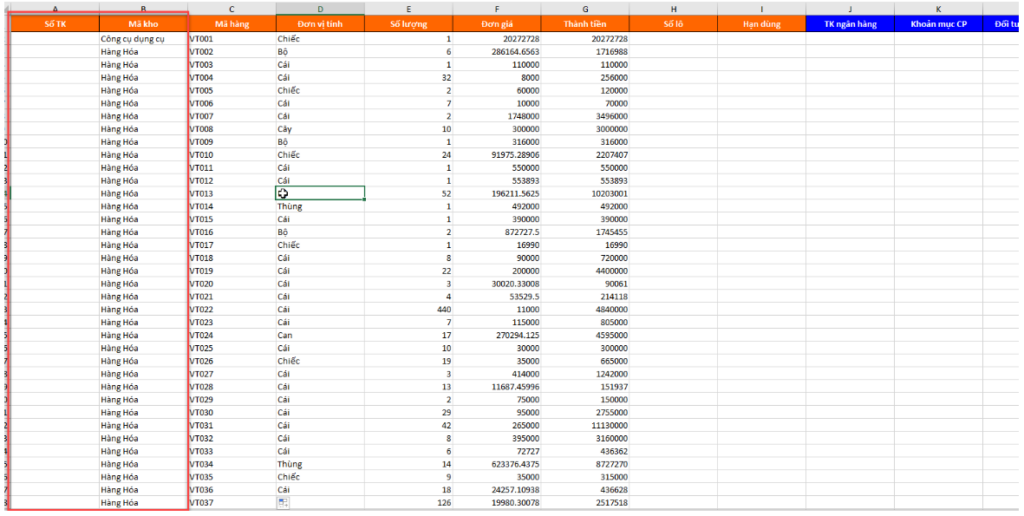 A B C D E F G H I J K
Số TK Mã kho Mã hàng Đơn vị tính Số lượng Đơn giá Thành tiền Số lô Hạn dùng TK ngân hàng Khoản mục CP Đối tư
Công cụ dụng cụ VT001 Chiếc 1 20272728 20272728
Hàng Hóa VT002 Bộ 6 286164.6563 1716988
Hàng Hóa VT003 Cái 1 110000 110000
Hàng Hóa VT004 Cái 32 8000 256000
Hàng Hóa VT005 Chiếc 2 60000 120000
Hàng Hóa VT006 Cái 7 10000 70000
Hàng Hóa VT007 Cái 2 1748000 3496000
Hàng Hóa VT008 Cây 10 300000 3000000
Hàng Hóa VT009 Bộ 1 316000 316000
Hàng Hóa VT010 Chiếc 24 91975.28906 2207407
Hàng Hóa VT011 Cái 1 550000 550000
Hàng Hóa VT012 Cái 1 553893 553893
Hàng Hóa VT013 52 196211.5625 10203001
Hàng Hóa VT014 Thùng 1 492000 492000
Hàng Hóa VT015 Cái 1 390000 390000
Hàng Hóa VT016 Bộ 2 872727.5 1745455
Hàng Hóa VT017 Chiếc 1 16990 16990
Hàng Hóa VT018 Cái 8 90000 720000
Hàng Hóa VT019 Cái 22 200000 4400000
Hàng Hóa VT020 Cái 3 30020.33008 90061
Hàng Hóa VT021 Cái 4 53529.5 214118
Hàng Hóa VT022 Cái 440 11000 4840000
Hàng Hóa VT023 Cái 7 115000 805000
Hàng Hóa VT024 Can 17 270294.125 4595000
Hàng Hóa VT025 Cái 10 30000 300000
Hàng Hóa VT026 Chiếc 19 35000 665000
Hàng Hóa VT027 Cái 3 414000 1242000
Hàng Hóa VT028 Cái 13 11687.45996 151937
Hàng Hóa VT029 Cái 2 75000 150000
Hàng Hóa VT030 Cái 29 95000 2755000
Hàng Hóa VT031 Cái 42 265000 11130000
Hàng Hóa VT032 Cái 8 395000 3160000
Hàng Hóa VT033 Cái 6 72727 436362
Hàng Hóa VT034 Thùng 14 623376.4375 8727270
Hàng Hóa VT035 Chiếc 9 35000 315000
Hàng Hóa VT036 Cái 18 24257.10938 436628
Hàng Hóa VT037 126 19980.30078 2517518